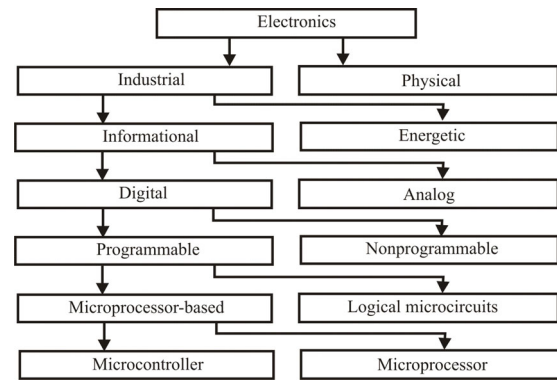 Electronics
Industrial
Physical
Informational
Energetic
Digital
Analog
Programmable
Nonprogrammable
Microprocessor-based
Logical microcircuits
Microcontroller
Microprocessor